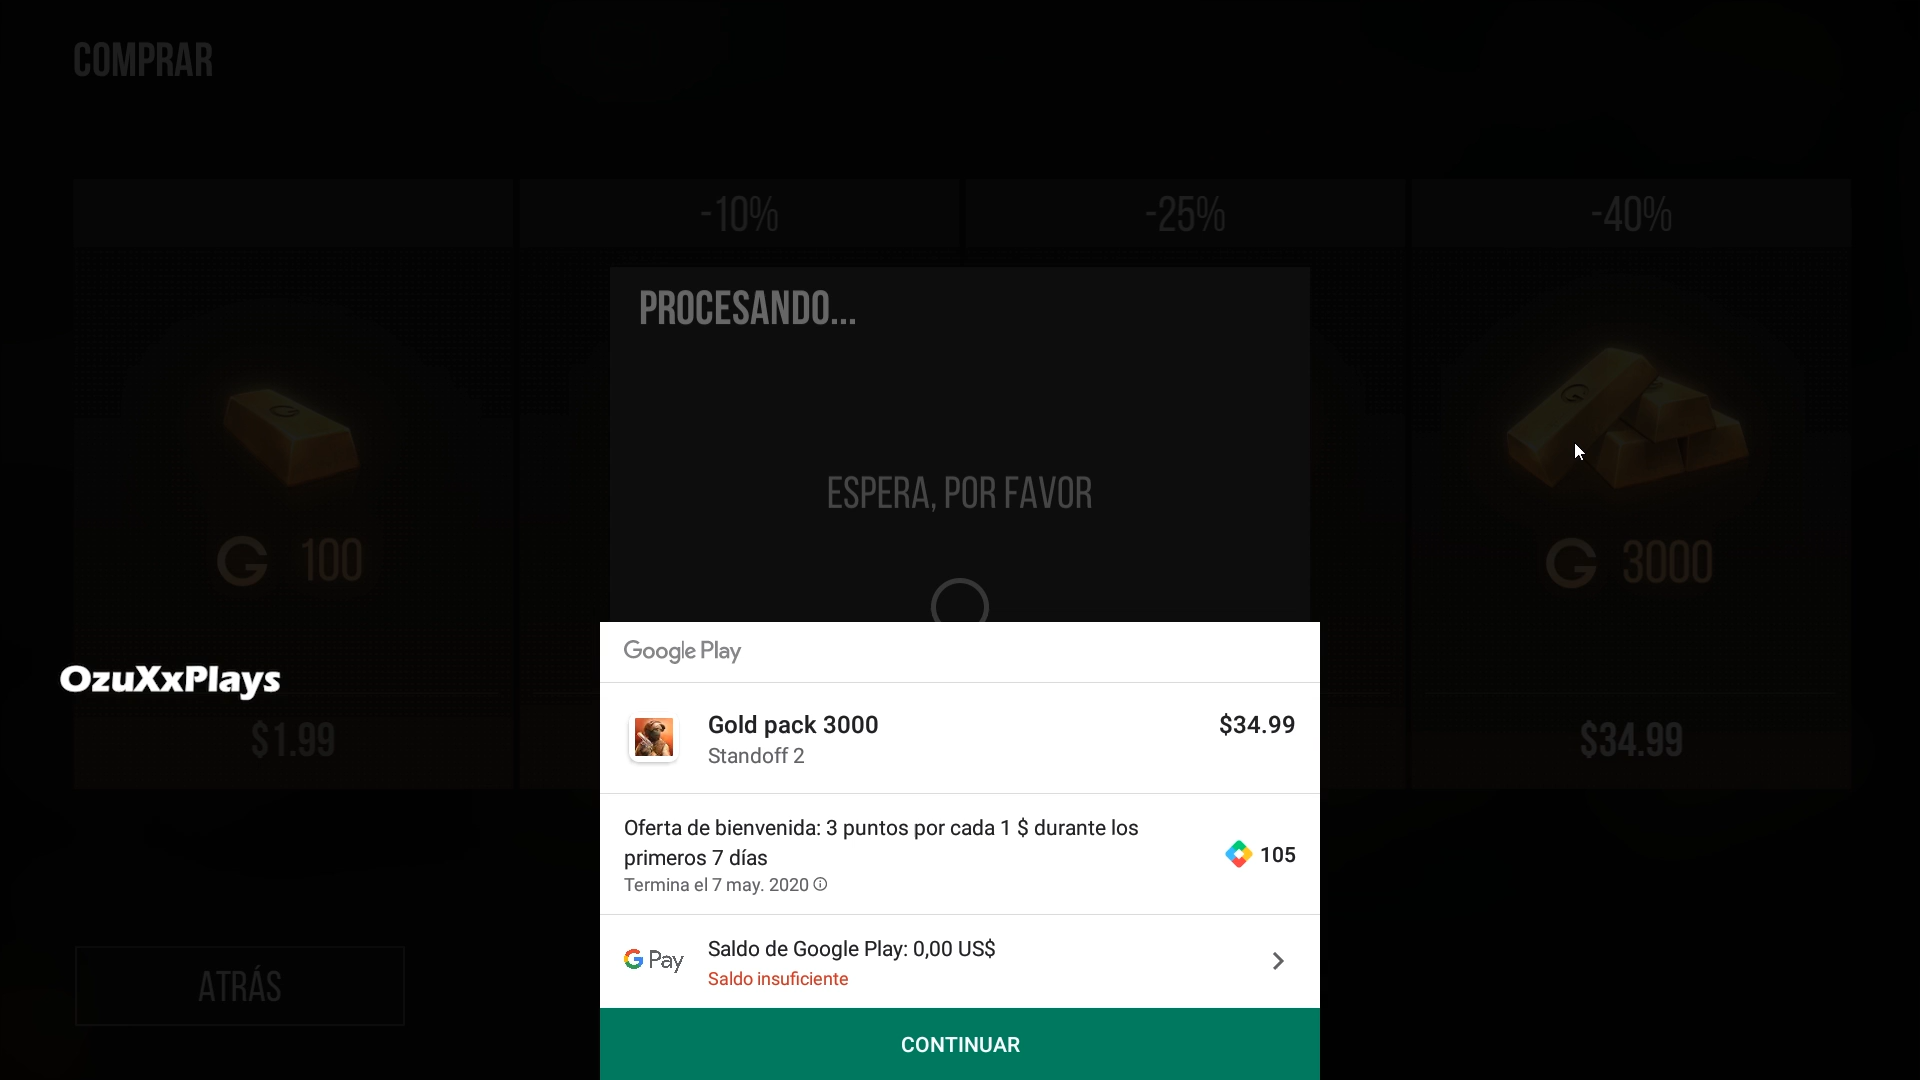 COMPRAR
-10%
-25%
-40%
PROCESANDO...
ESPERA, POR FAVOR
G 100
G 3000
OzuXxPlays
$1.99
$34.99
Google Play
Gold pack 3000
$34.99
Standoff 2
Oferta de bienvenida: 3 puntos por cada 1 $ durante los
primeros 7 días
105
Termina el 7 may. 2020
G Pay
Saldo de Google Play: 0,00 US$
Saldo insuficiente
ATRÁS
CONTINUAR